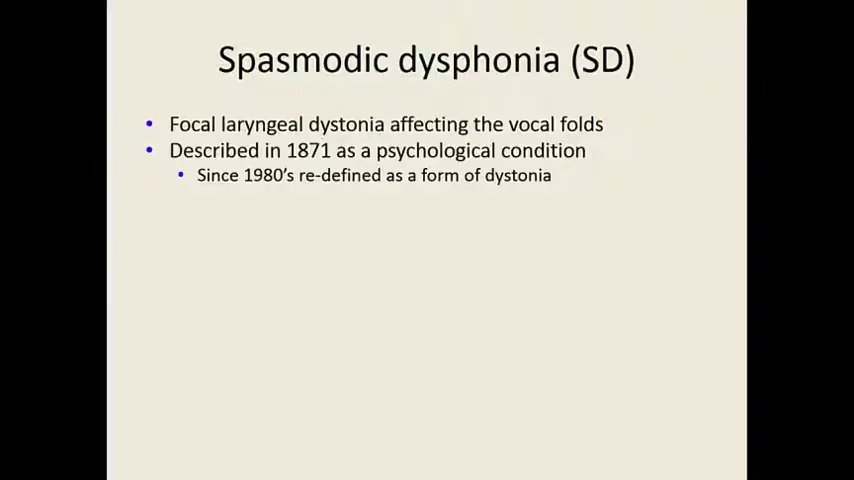 Spasmodic dysphonia (SD)
• Focal laryngeal dystonia affecting the vocal folds
• Described in 1871 as a psychological condition
• Since 1980's re-defined as a form of dystonia